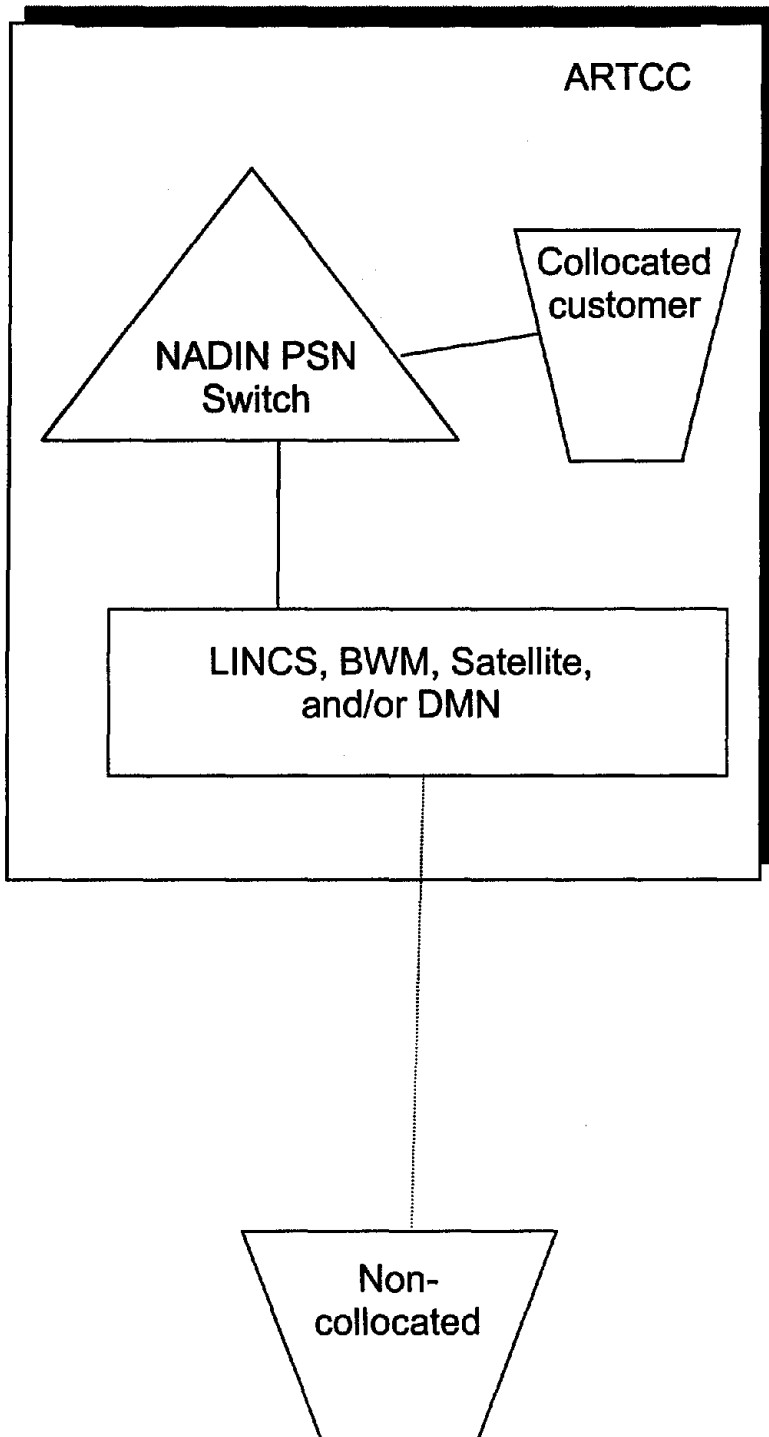 ARTCC
Collocated
customer
NADIN PSN
Switch
LINCS, BWM, Satellite,
and/or DMN
Non-
collocated